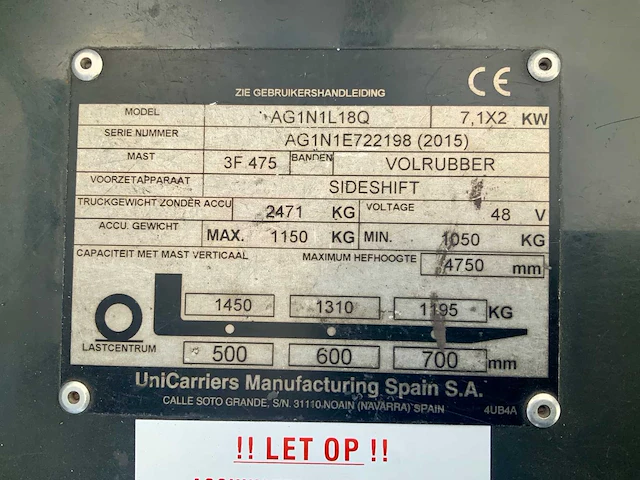 ZIE GEBRUIKERSHANDLEIDING CE
MODEL AG1N1L18Q 7,1X2 KW
SERIE NUMMER AG1N1E722198 (2015)
MAST 3F 475 BANDEN VOLRUBBER
VOORZETAPPARAAT SIDESHIFT
TRUCKGEWICHT ZONDER ACCU 2471 KG VOLTAGE 48 V
ACCU. GEWICHT MAX. 1150 KG MIN. 1050 KG
CAPACITEIT MET MAST VERTICAAL MAXIMUM HEFHOOGTE
4750 mm
1450 1310 1195 KG
LASTCENTRUM 500 600 700 mm
UniCarriers Manufacturing Spain S.A.
CALLE SOTO GRANDE, S/N. 31110 NOAIN (NAVARRA) SPAIN 4UB4A
!! LET OP !!